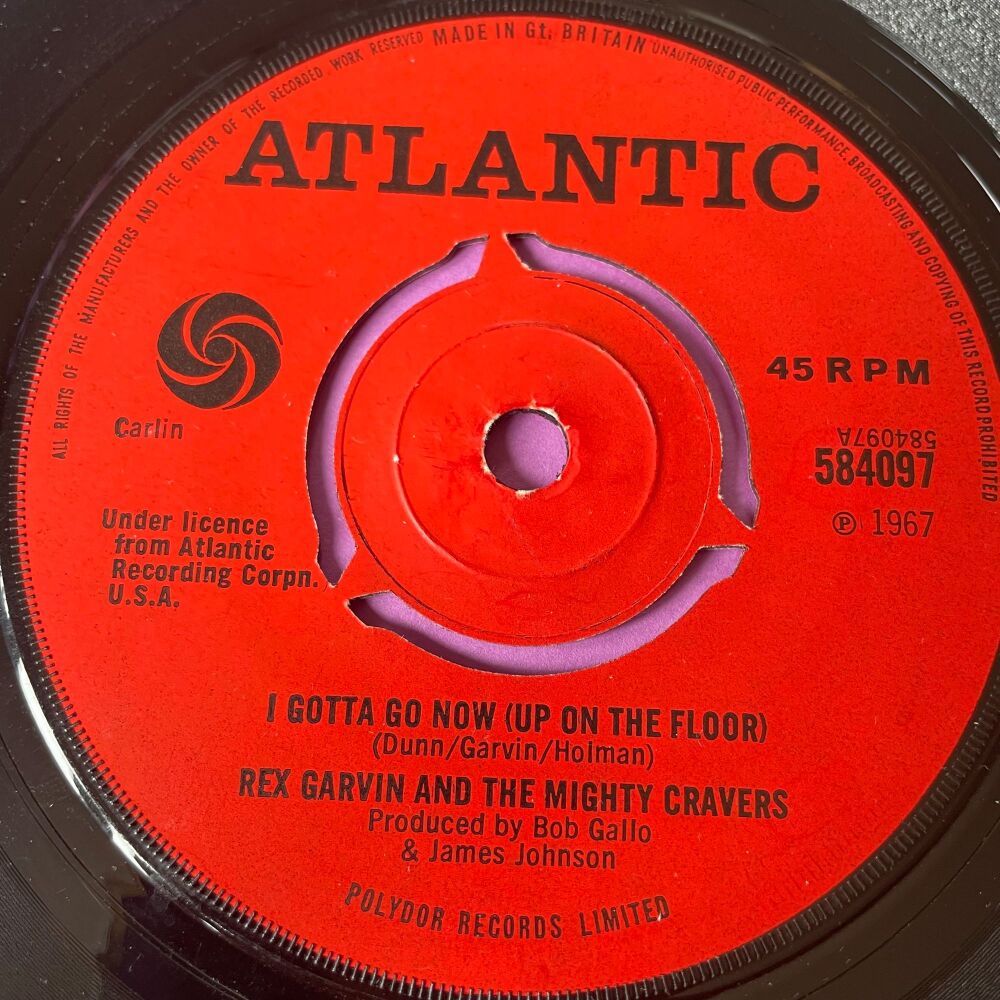 ALL RIGHTS OF THE MANUFACTURERS AND THE OWNER OF THE RECORDED WORK RESERVED MADE IN Gt. BRITAIN UNAUTHORISED PUBLIC PERFORMANCE, BROADCASTING AND COPYING OF THIS RECORD PROHIBITED
ATLANTIC
45 RPM
Carlin
584097A
584097
℗ 1967
Under licence
from Atlantic
Recording Corpn.
U.S.A.
I GOTTA GO NOW (UP ON THE FLOOR)
(Dunn/Garvin/Holman)
REX GARVIN AND THE MIGHTY CRAVERS
Produced by Bob Gallo
& James Johnson
POLYDOR RECORDS LIMITED